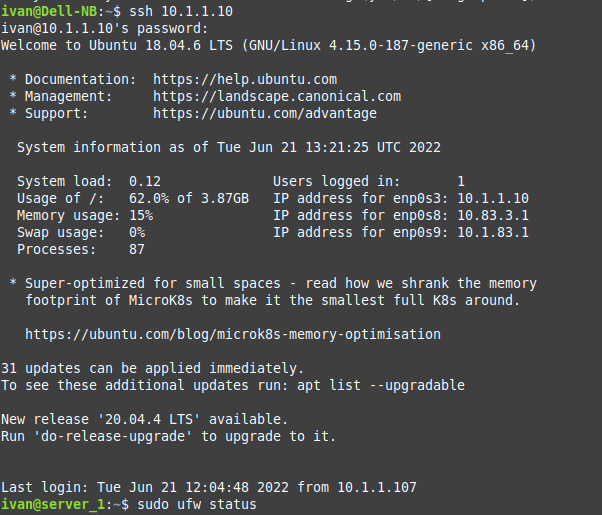 ivan@Dell-NB:~$ ssh 10.1.1.10
ivan@10.1.1.10's password:
Welcome to Ubuntu 18.04.6 LTS (GNU/Linux 4.15.0-187-generic x86_64)

 * Documentation:  https://help.ubuntu.com
 * Management:     https://landscape.canonical.com
 * Support:        https://ubuntu.com/advantage

  System information as of Tue Jun 21 13:21:25 UTC 2022

  System load:  0.12              Users logged in:       1
  Usage of /:   62.0% of 3.87GB   IP address for enp0s3: 10.1.1.10
  Memory usage: 15%               IP address for enp0s8: 10.83.3.1
  Swap usage:   0%                IP address for enp0s9: 10.1.83.1
  Processes:    87

 * Super-optimized for small spaces - read how we shrank the memory
   footprint of MicroK8s to make it the smallest full K8s around.

   https://ubuntu.com/blog/microk8s-memory-optimisation

31 updates can be applied immediately.
To see these additional updates run: apt list --upgradable

New release '20.04.4 LTS' available.
Run 'do-release-upgrade' to upgrade to it.


Last login: Tue Jun 21 12:04:48 2022 from 10.1.1.107
ivan@server_1:~$ sudo ufw status